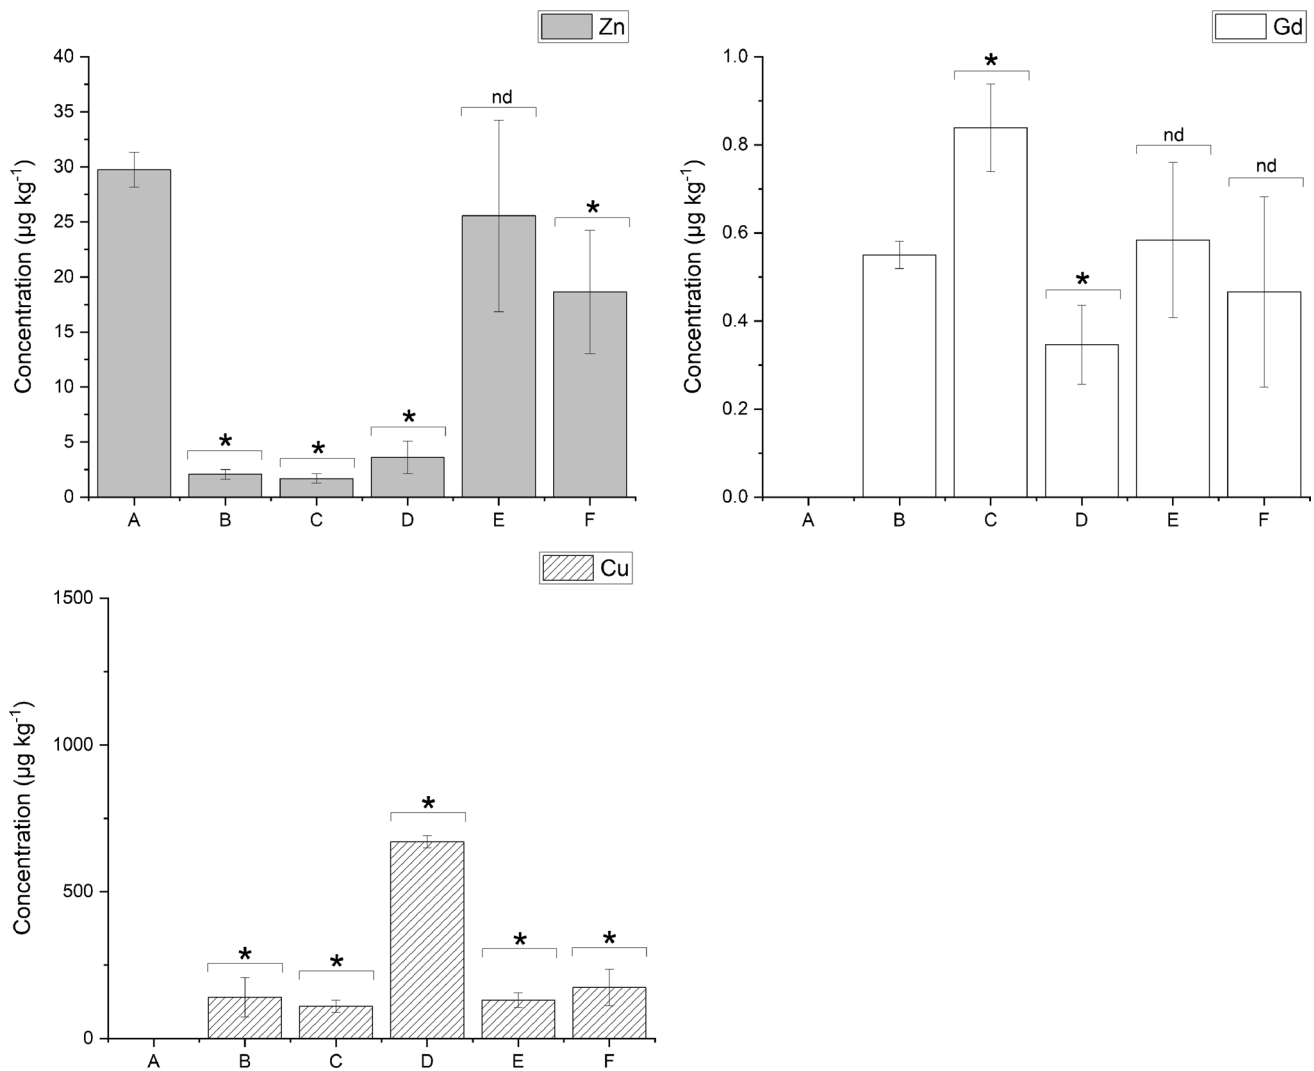 Zn
40
35
30
25
20
15
10
5
0
Concentration (µg kg⁻¹)
*
*
*
nd
*
A B C D E F
Gd
1.0
0.8
0.6
0.4
0.2
0.0
Concentration (µg kg⁻¹)
*
*
nd
nd
A B C D E F
Cu
1500
1000
500
0
Concentration (µg kg⁻¹)
*
*
*
*
*
A B C D E F